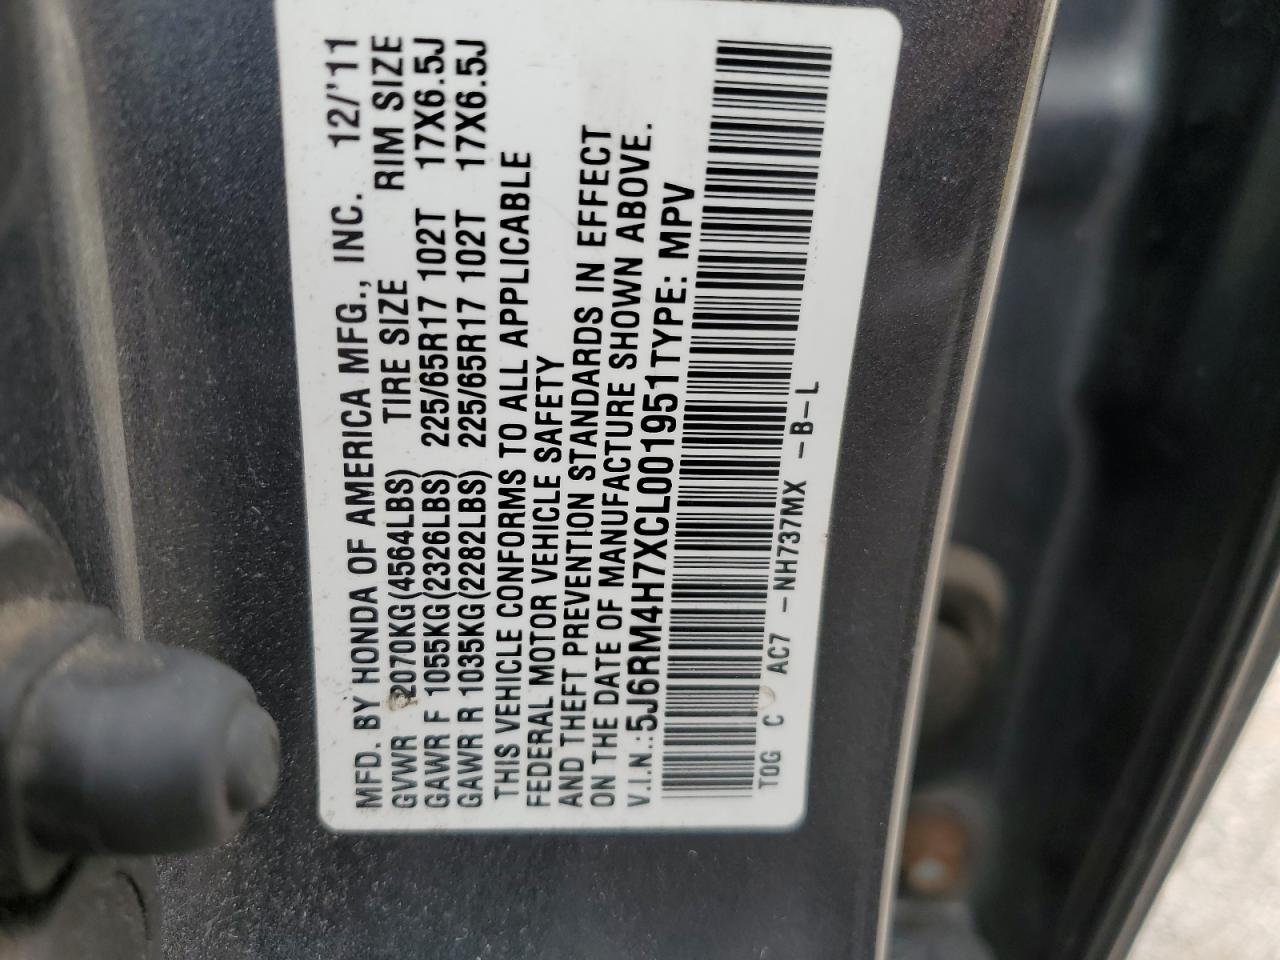 MFD. BY HONDA OF AMERICA MFG., INC. 12/'11
GVWR 2070KG(4564LBS) TIRE SIZE RIM SIZE
GAWR F 1055KG(2326LBS) 225/65R17 102T 17X6.5J
GAWR R 1035KG(2282LBS) 225/65R17 102T 17X6.5J
THIS VEHICLE CONFORMS TO ALL APPLICABLE
FEDERAL MOTOR VEHICLE SAFETY
AND THEFT PREVENTION STANDARDS IN EFFECT
ON THE DATE OF MANUFACTURE SHOWN ABOVE.
V.I.N.:5J6RM4H7XCL001951TYPE: MPV
T0G C AC7 -NH737MX -B-L